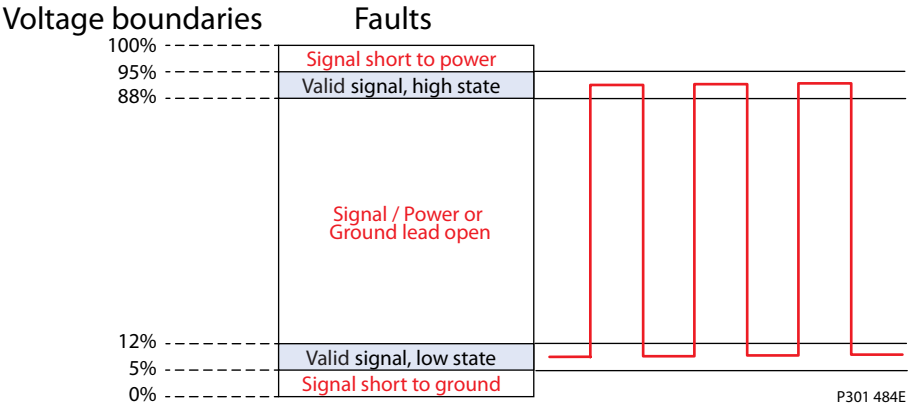 Voltage boundaries Faults
100%
Signal short to power
95%
Valid signal, high state
88%
Signal / Power or
Ground lead open
12%
Valid signal, low state
5%
Signal short to ground
0%
P301 484E